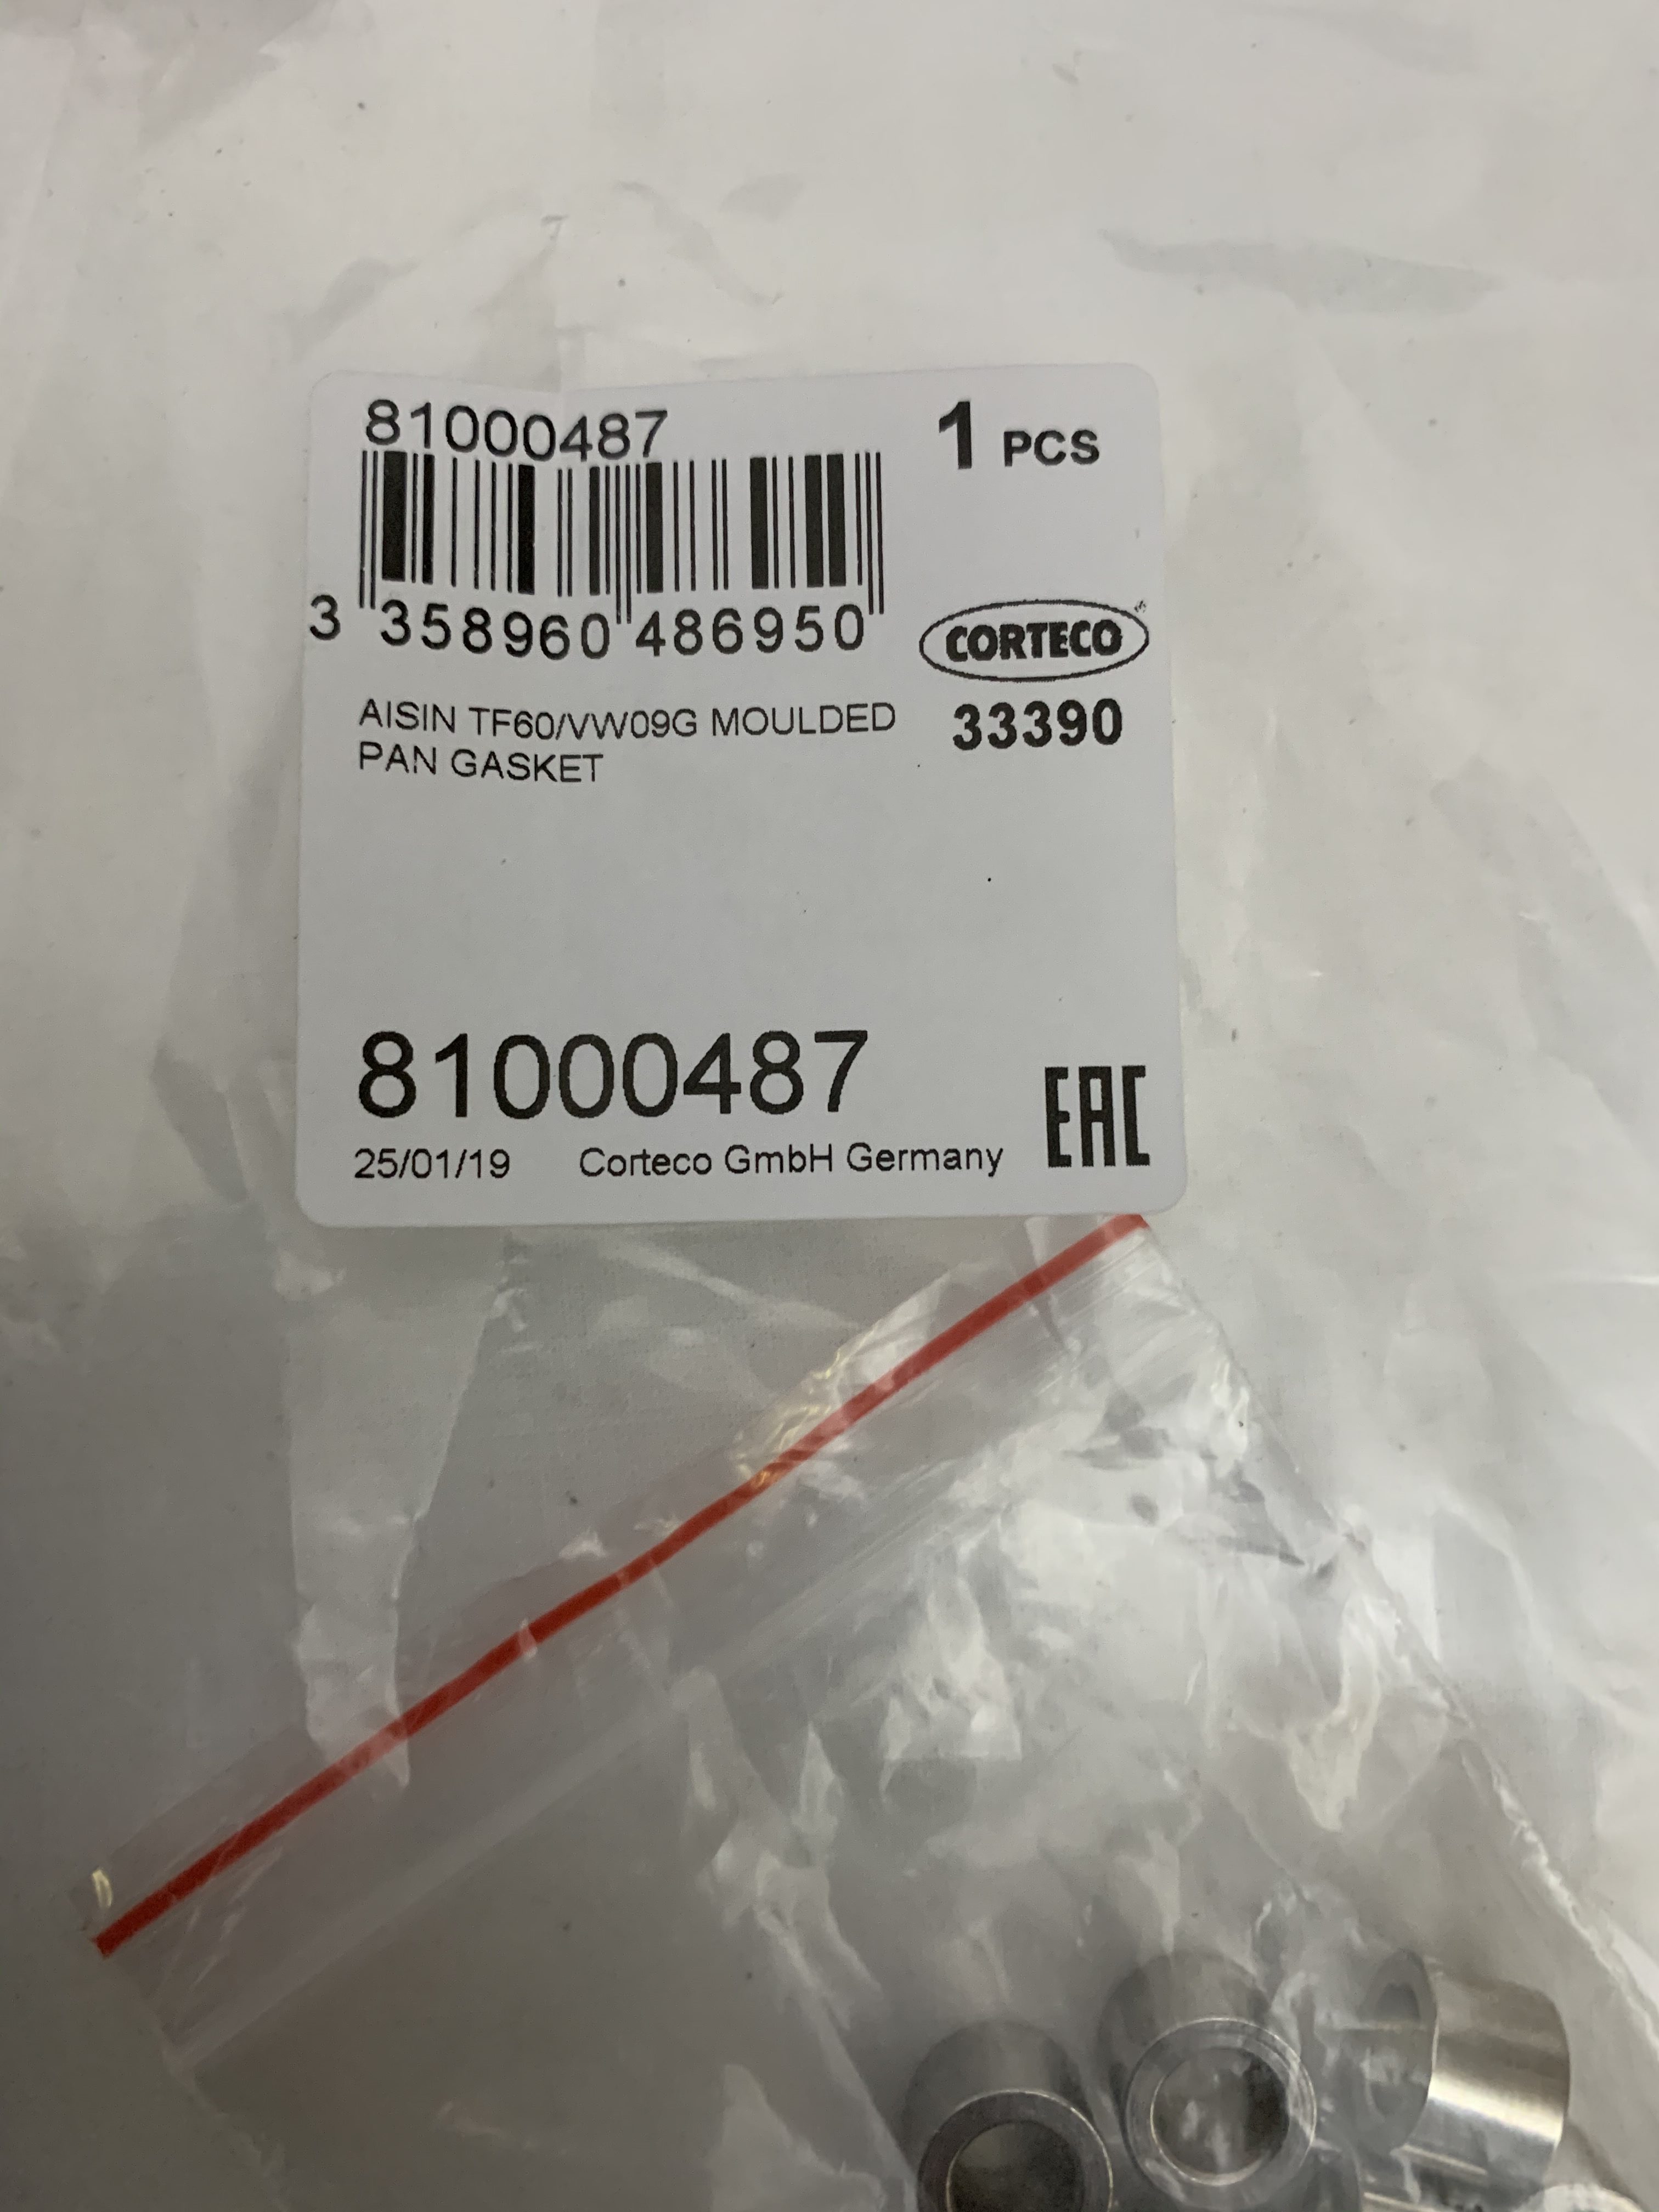 81000487
1 PCS
3 358960 486950
CORTECO
®
AISIN TF60/VW09G MOULDED
PAN GASKET
33390
81000487
25/01/19 Corteco GmbH Germany
EAC